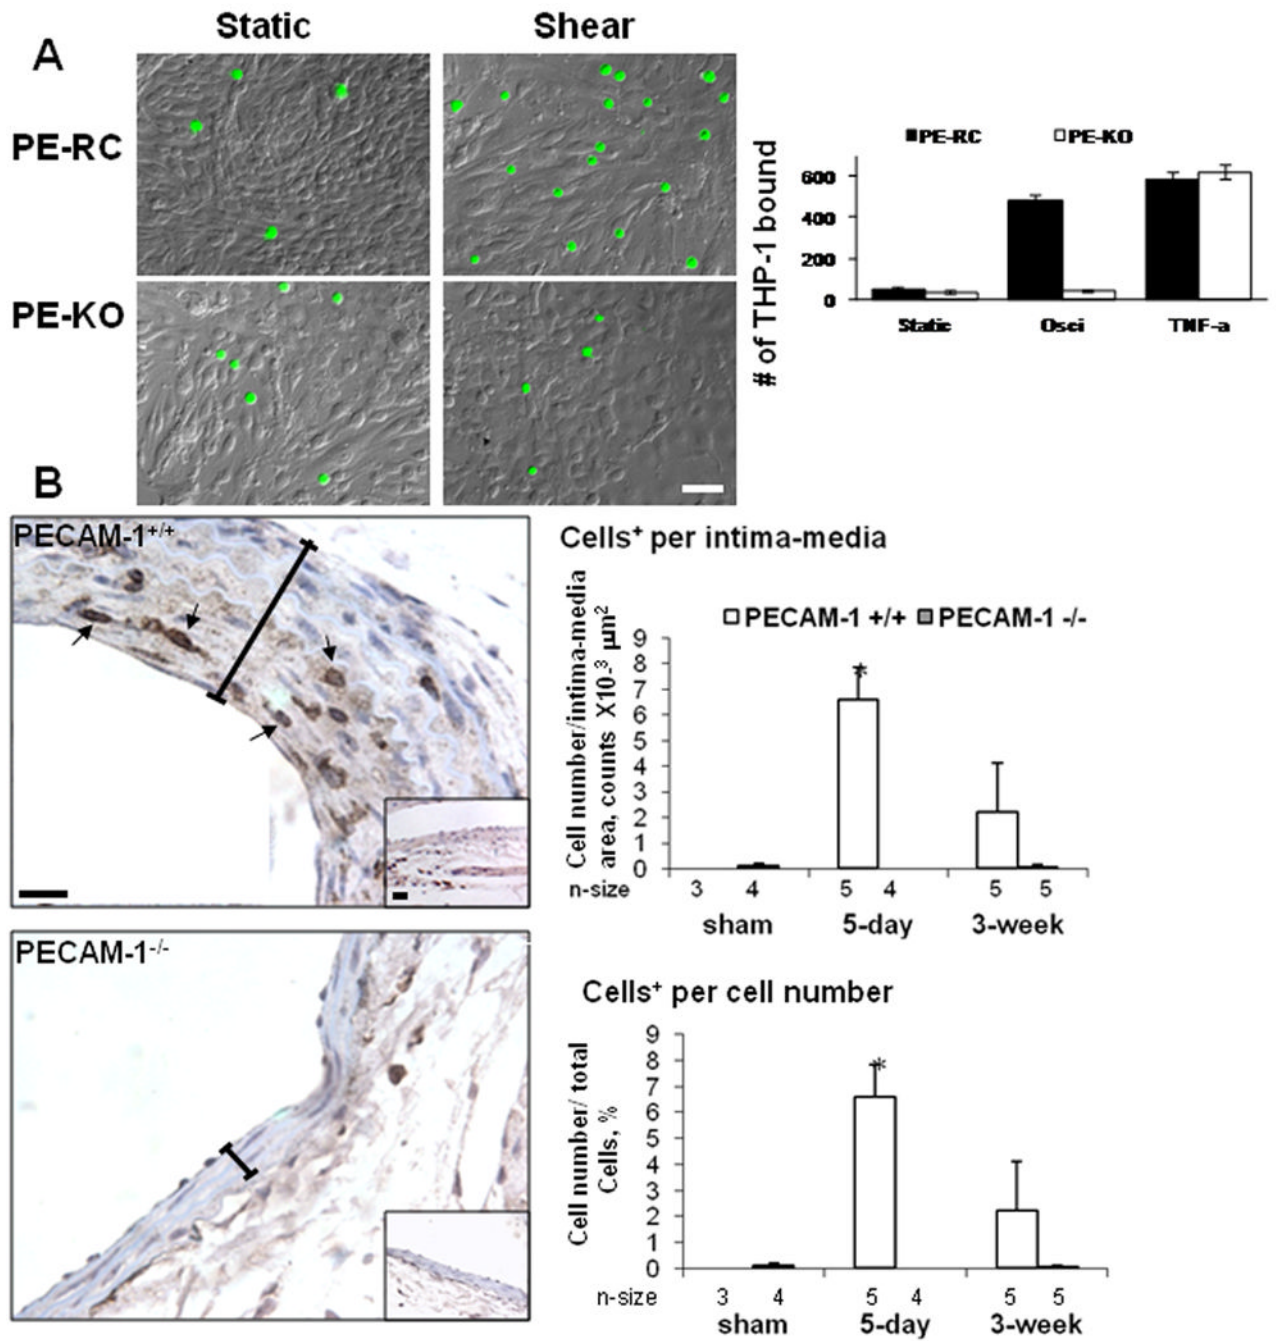 A
Static
Shear
PE-RC
PE-KO
# of THP-1 bound
PE-RC PE-KO
600
400
200
0
Static Osci TNF-a
B
PECAM-1+/+
PECAM-1-/-
Cells+ per intima-media
Cell number/intima-media
area, counts X10-3 µm2
PECAM-1 +/+ PECAM-1 -/-
9
8
7
6
5
4
3
2
1
0
n-size 3 4 5 4 5 5
sham 5-day 3-week
*
Cells+ per cell number
Cell number/ total
Cells, %
9
8
7
6
5
4
3
2
1
0
n-size 3 4 5 4 5 5
sham 5-day 3-week
*